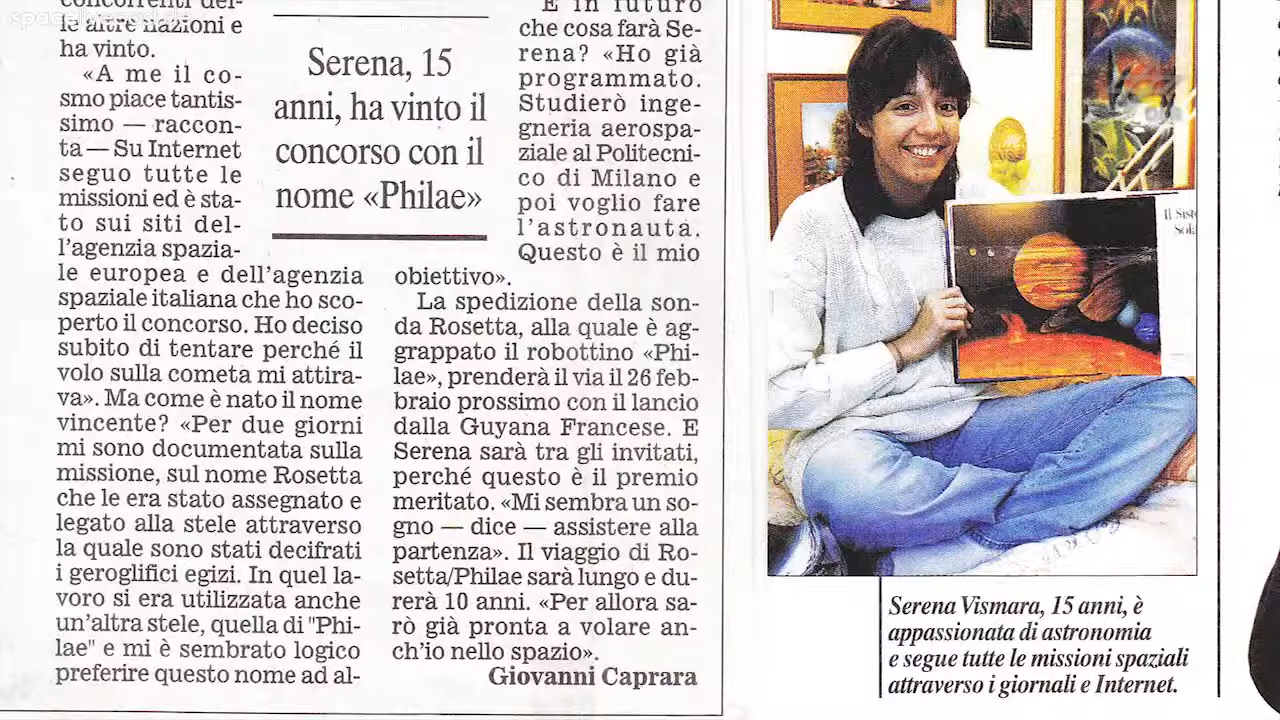 concorrenti del-
le altre nazioni e
ha vinto.
«A me il co-
smo piace tantis-
simo — raccon-
ta — Su Internet
seguo tutte le
missioni ed è sta-
to sui siti del-
l'agenzia spazia-
le europea e dell'agenzia
spaziale italiana che ho sco-
perto il concorso. Ho deciso
subito di tentare perché il
volo sulla cometa mi attira-
va». Ma come è nato il nome
vincente? «Per due giorni
mi sono documentata sulla
missione, sul nome Rosetta
che le era stato assegnato e
legato alla stele attraverso
la quale sono stati decifrati
i geroglifici egizi. In quel la-
voro si era utilizzata anche
un'altra stele, quella di "Phi-
lae" e mi è sembrato logico
preferire questo nome ad al-
Serena, 15
anni, ha vinto il
concorso con il
nome «Philae»
E in futuro
che cosa farà Se-
rena? «Ho già
programmato.
Studierò inge-
gneria aerospa-
ziale al Politecni-
co di Milano e
poi voglio fare
l'astronauta.
Questo è il mio
obiettivo».
La spedizione della son-
da Rosetta, alla quale è ag-
grappato il robottino «Phi-
lae», prenderà il via il 26 feb-
braio prossimo con il lancio
dalla Guyana Francese. E
Serena sarà tra gli invitati,
perché questo è il premio
meritato. «Mi sembra un so-
gno — dice — assistere alla
partenza». Il viaggio di Ro-
setta/Philae sarà lungo e du-
rerà 10 anni. «Per allora sa-
rò già pronta a volare an-
ch'io nello spazio».
Giovanni Caprara
Il
Serena Vismara, 15 anni, è
appassionata di astronomia
e segue tutte le missioni spaziali
attraverso i giornali e Internet.